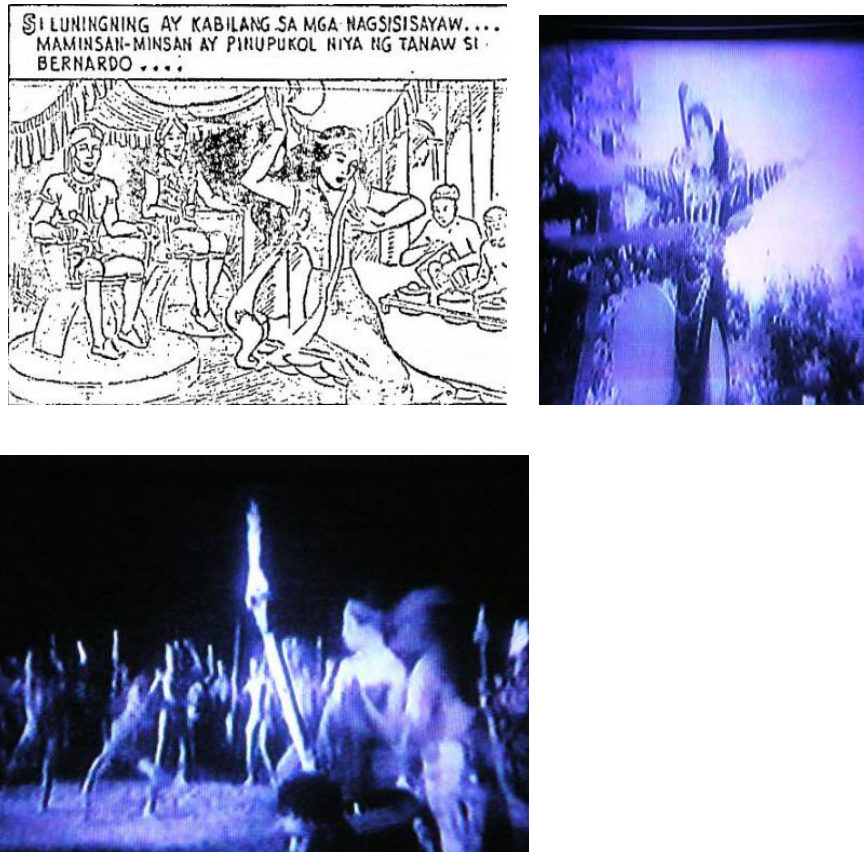 SI LUNINGNING AY KABILANG SA MGA NAGSISISAYAW....
MAMINSAN-MINSAN AY PINUPUKOL NIYA NG TANAW SI
BERNARDO....